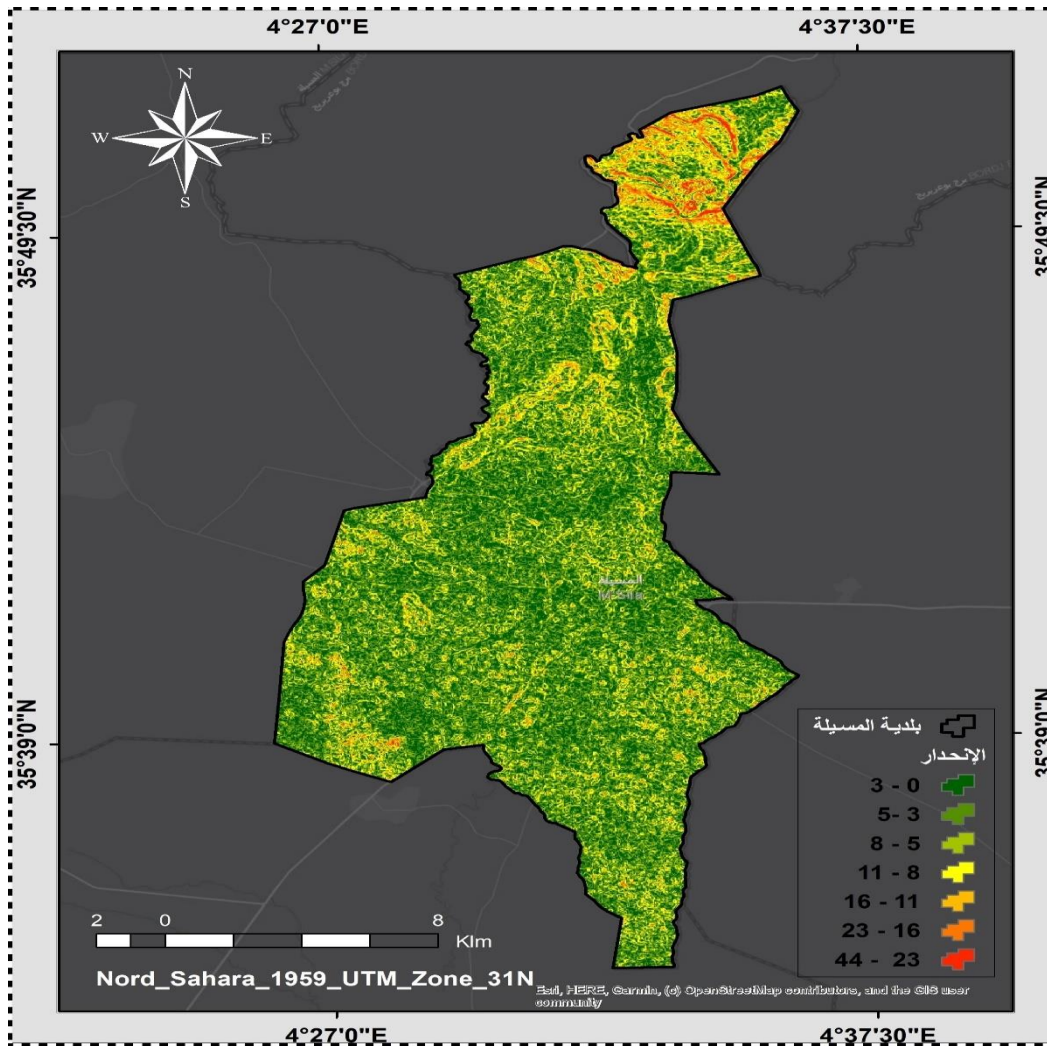 4°27'0"E
4°37'30"E
N
W
E
S
35°49'30"N
35°49'30"N
المسيلة
35°39'0"N
35°39'0"N
بلدية المسيلة
الإنحدار
3 - 0
5- 3
8 - 5
11 - 8
16 - 11
23 - 16
44 - 23
2 0 8
Klm
Nord_Sahara_1959_UTM_Zone_31N
Esri, HERE, Garmin, (c) OpenStreetMap contributors, and the GIS user
community
4°27'0"E
4°37'30"E